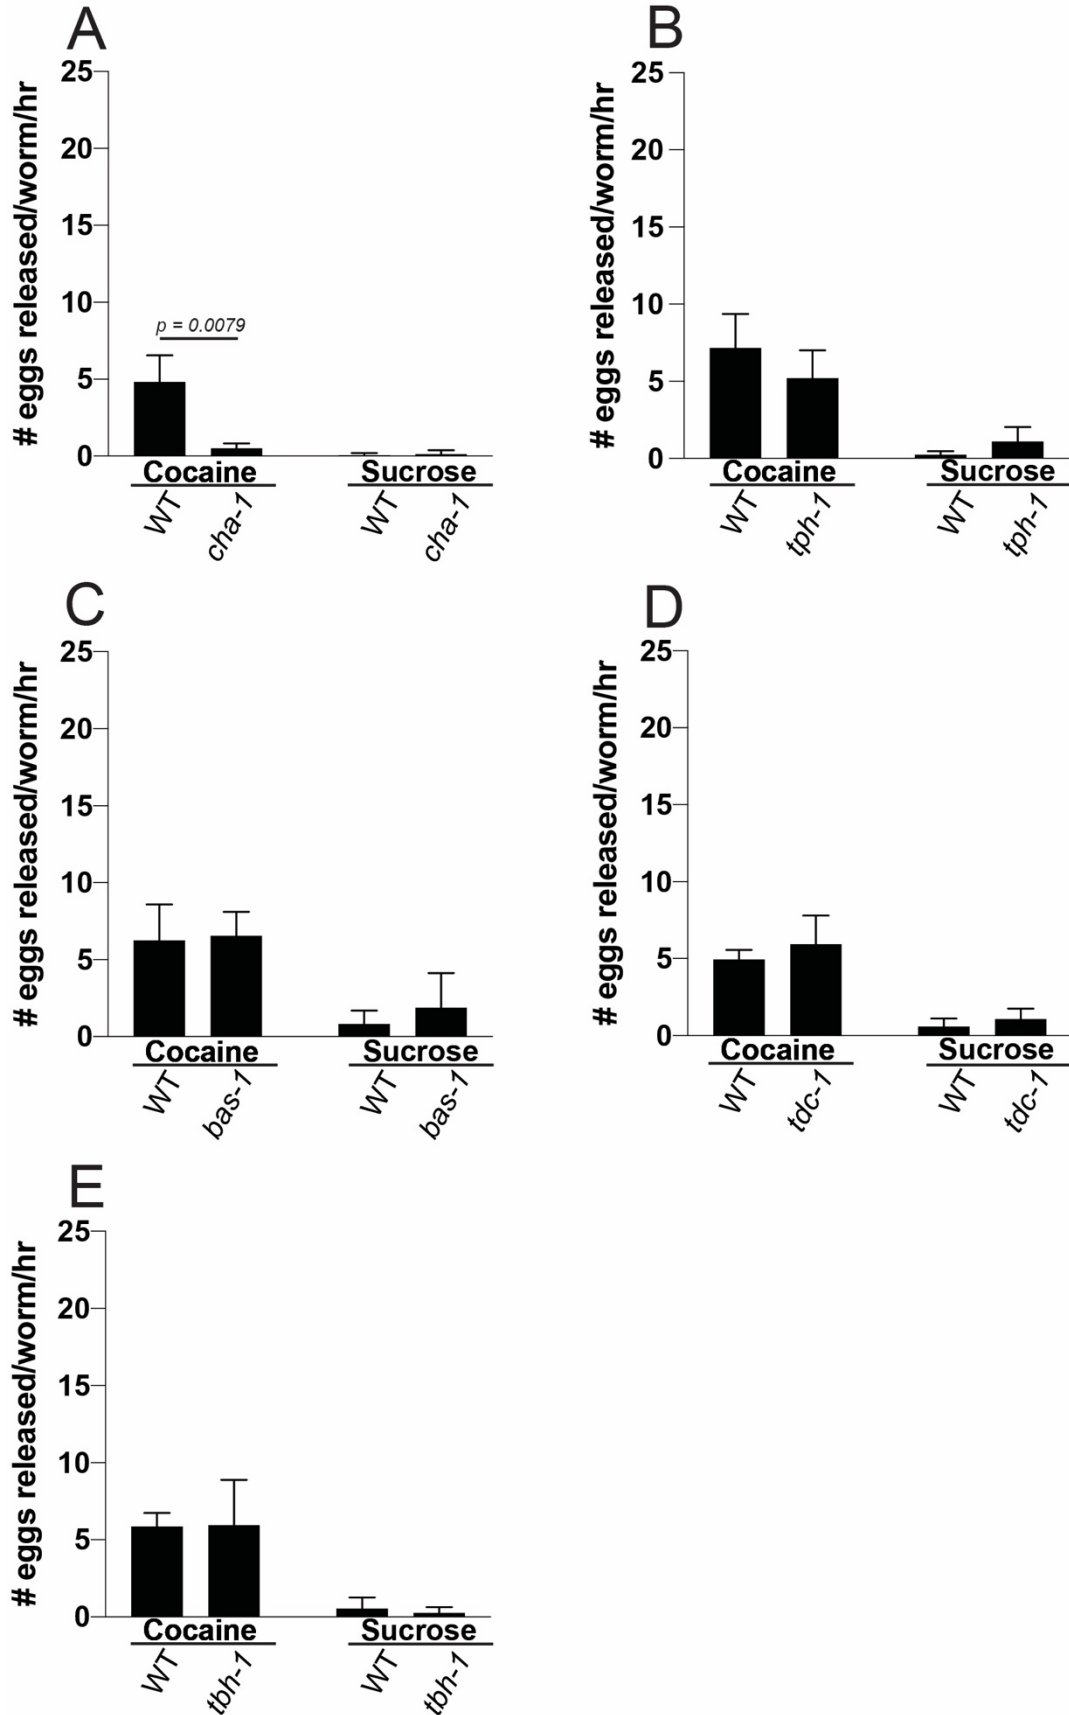 A
# eggs released/worm/hr
25
20
15
10
5
0
p = 0.0079
Cocaine
Sucrose
WT
cha-1
WT
cha-1
B
# eggs released/worm/hr
25
20
15
10
5
0
Cocaine
Sucrose
WT
tph-1
WT
tph-1
C
# eggs released/worm/hr
25
20
15
10
5
0
Cocaine
Sucrose
WT
bas-1
WT
bas-1
D
# eggs released/worm/hr
25
20
15
10
5
0
Cocaine
Sucrose
WT
tdc-1
WT
tdc-1
E
# eggs released/worm/hr
25
20
15
10
5
0
Cocaine
Sucrose
WT
tbh-1
WT
tbh-1